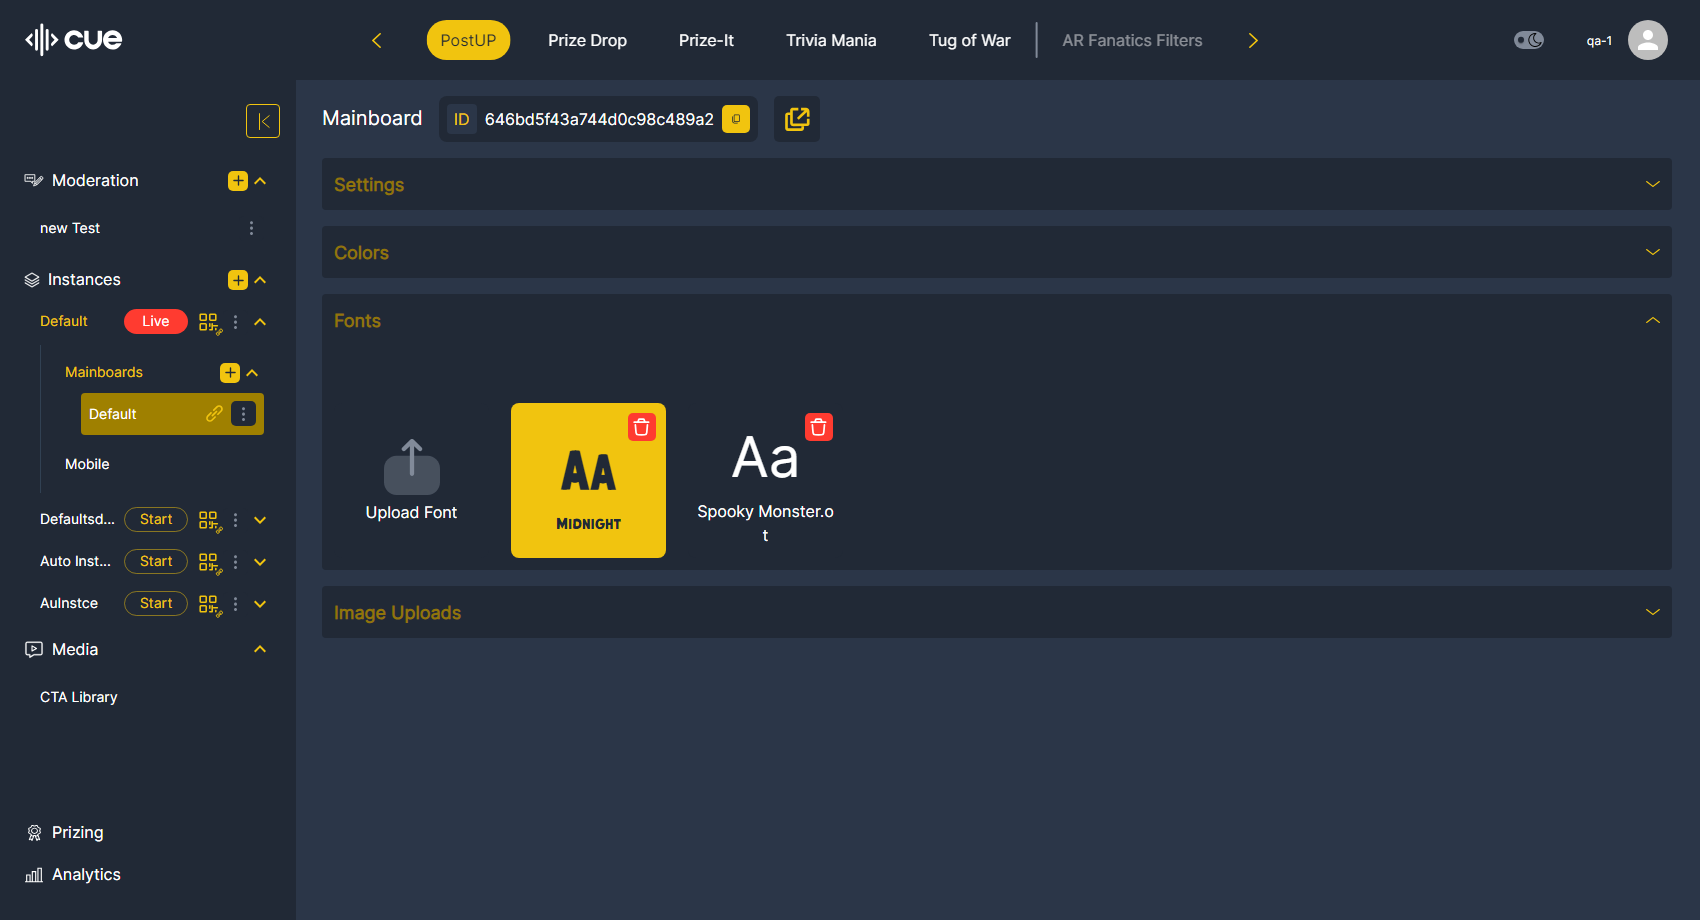 cue
PostUP
Prize Drop
Prize-It
Trivia Mania
Tug of War
AR Fanatics Filters
qa-1
Mainboard
ID 646bd5f43a744d0c98c489a2
Moderation
new Test
Instances
Default Live
Mainboards
Default
Mobile
Defaultsd... Start
Auto Inst... Start
AuInstce Start
Media
CTA Library
Prizing
Analytics
Settings
Colors
Fonts
Upload Font
Aa
Midnight
Aa
Spooky Monster.o
t
Image Uploads